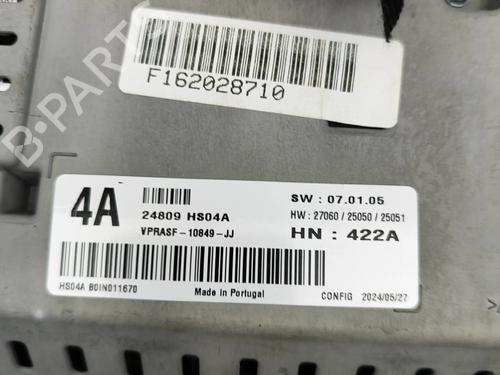 B-PARTS
F162028710
4A
24809 HS04A
VPRASF-10849-JJ
SW : 07.01.05
HW : 27060 / 25050 / 25051
HN : 422A
HS04A B0IN011670
Made in Portugal
CONFIG 2024/05/27